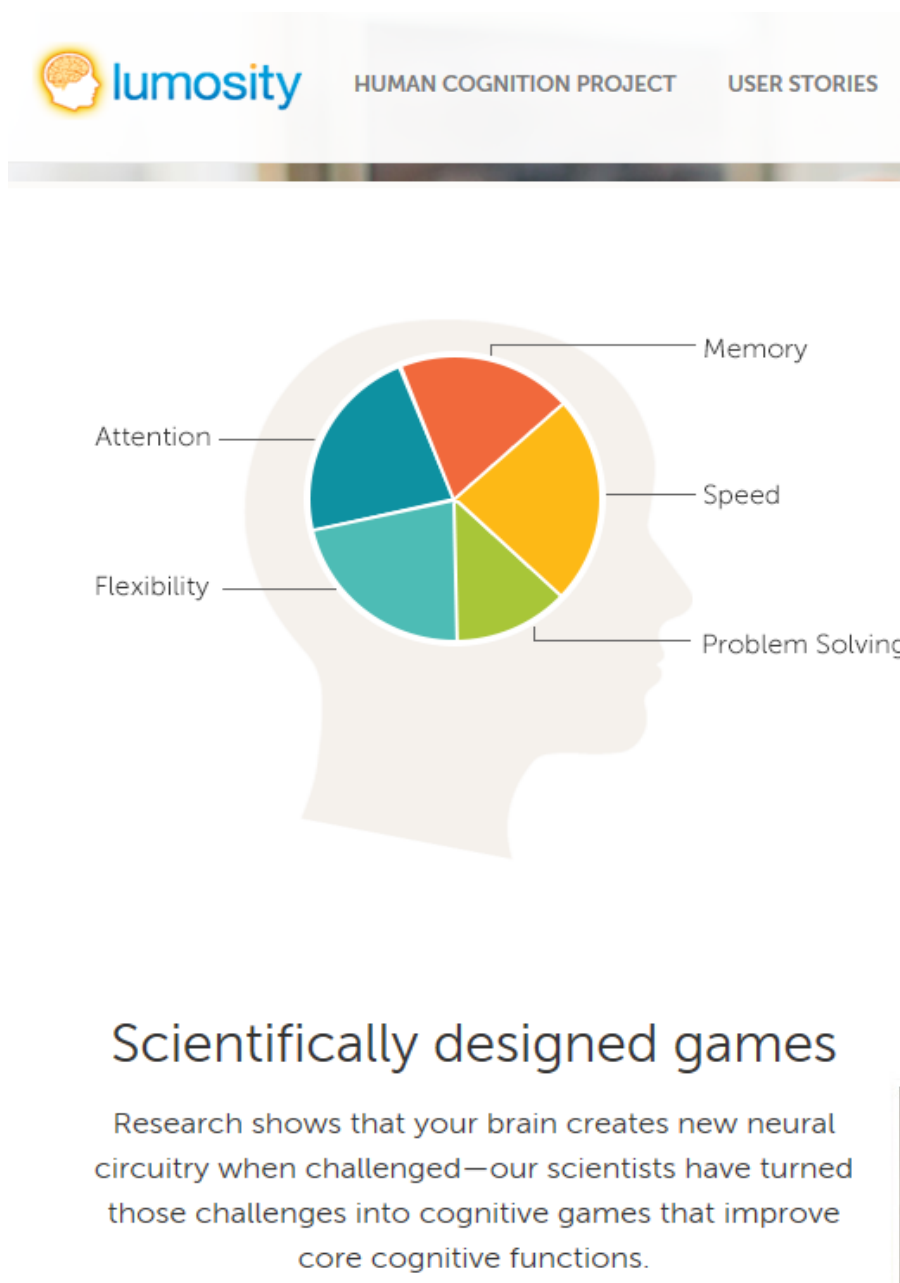 lumosity HUMAN COGNITION PROJECT USER STORIES
Memory
Attention
Speed
Flexibility
Problem Solving
Scientifically designed games
Research shows that your brain creates new neural
circuitry when challenged—our scientists have turned
those challenges into cognitive games that improve
core cognitive functions.